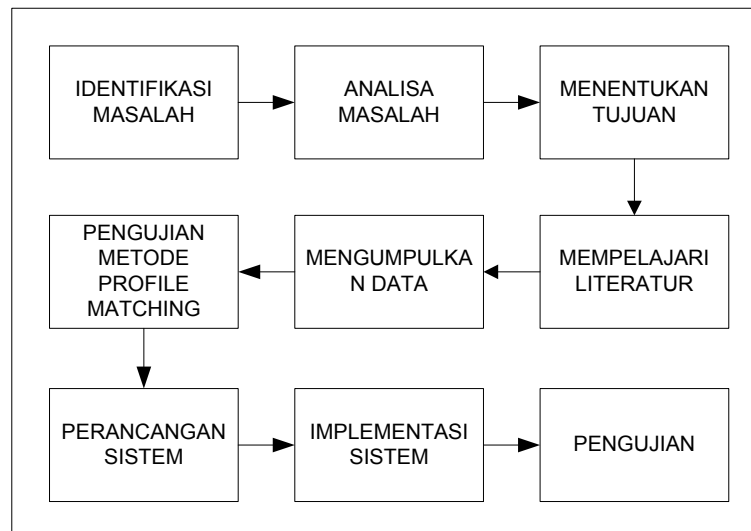 IDENTIFIKASI
MASALAH
ANALISA
MASALAH
MENENTUKAN
TUJUAN
MEMPELAJARI
LITERATUR
MENGUMPULKA
N DATA
PENGUJIAN
METODE
PROFILE
MATCHING
PERANCANGAN
SISTEM
IMPLEMENTASI
SISTEM
PENGUJIAN